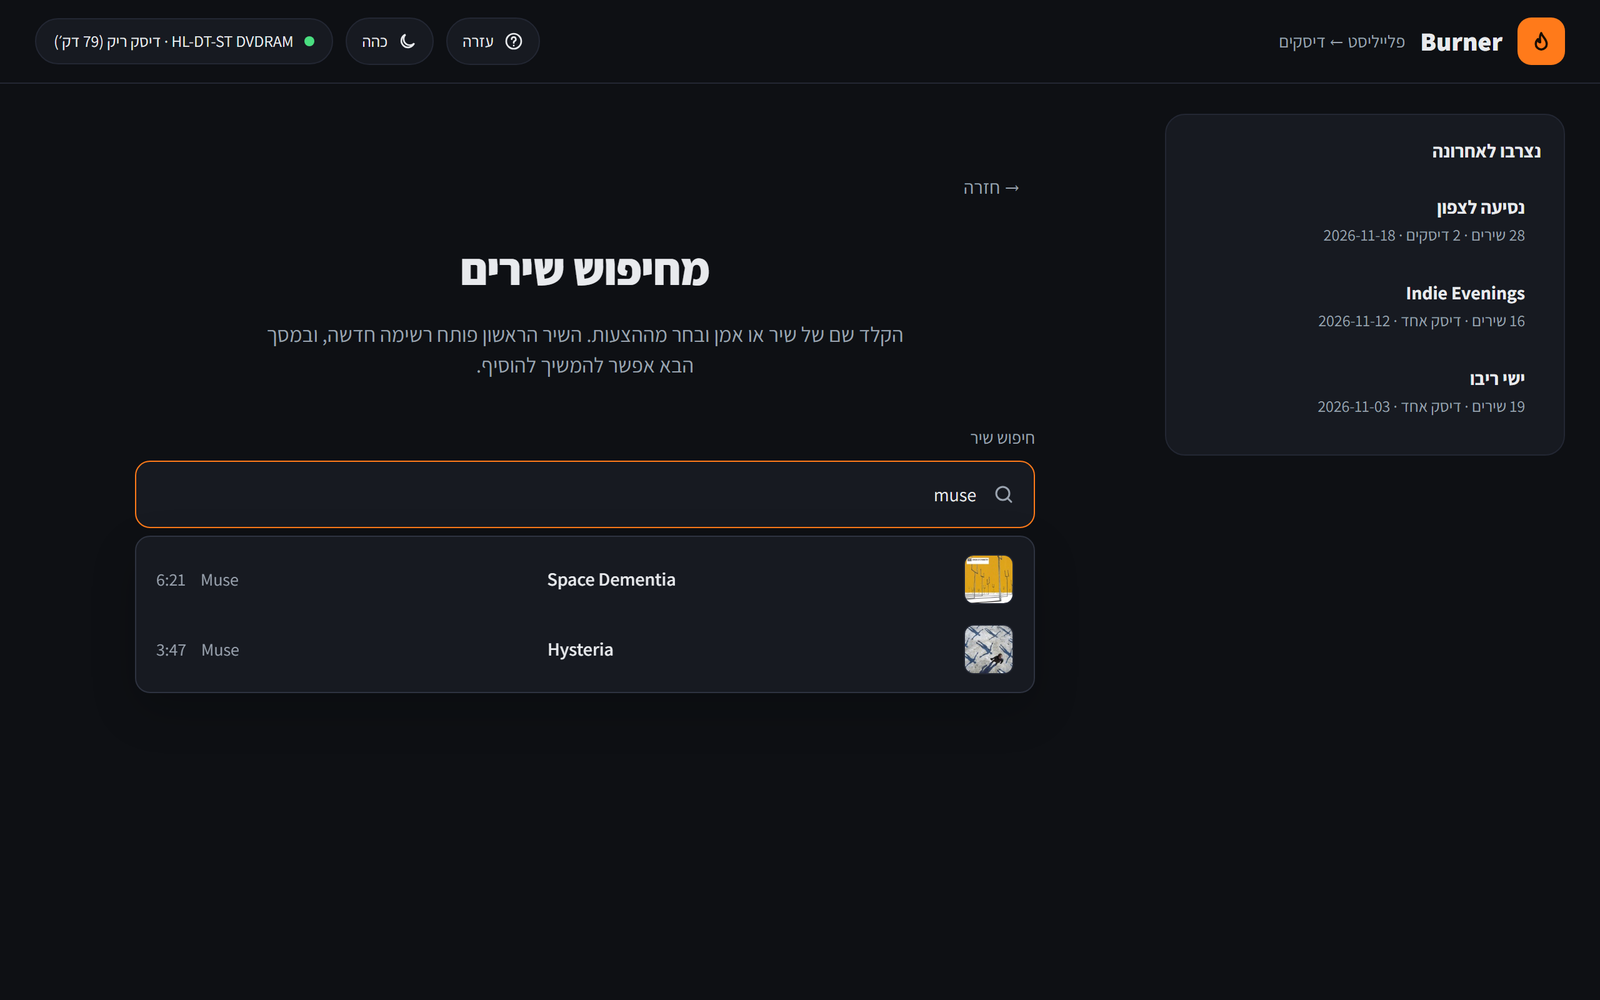 Burner
פלייליסט ← דיסקים
עזרה
כהה
HL-DT-ST DVDRAM · דיסק ריק (79 דק׳)
נצרבו לאחרונה
נסיעה לצפון
28 שירים · 2 דיסקים · 2026-11-18
Indie Evenings
16 שירים · דיסק אחד · 2026-11-12
ישי ריבו
19 שירים · דיסק אחד · 2026-11-03
→ חזרה
מחיפוש שירים
הקלד שם של שיר או אמן ובחר מההצעות. השיר הראשון פותח רשימה חדשה, ובמסך
הבא אפשר להמשיך להוסיף.
חיפוש שיר
muse
Space Dementia Muse 6:21
Hysteria Muse 3:47